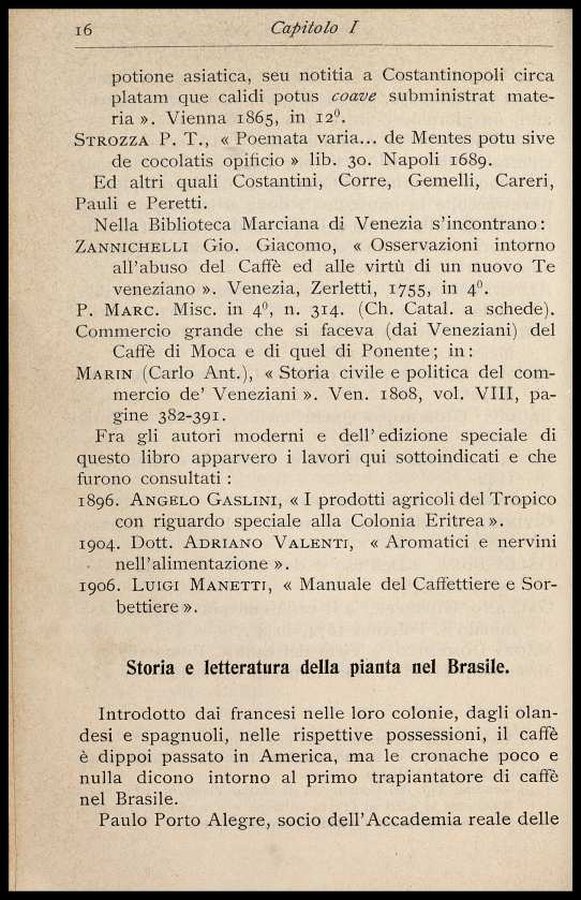 16 Capitolo I
potione asiatica, seu notitia a Costantinopoli circa
platam que calidi potus coave subministrat mate-
ria ». Vienna 1865, in 12⁰.
STROZZA P. T., « Poemata varia... de Mentes potu sive
de cocolatis opificio » lib. 30. Napoli 1689.
Ed altri quali Costantini, Corre, Gemelli, Careri,
Pauli e Peretti.
Nella Biblioteca Marciana di Venezia s'incontrano:
ZANNICHELLI Gio. Giacomo, « Osservazioni intorno
all'abuso del Caffè ed alle virtù di un nuovo Te
veneziano ». Venezia, Zerletti, 1755, in 4⁰.
P. MARC. Misc. in 4⁰, n. 314. (Ch. Catal. a schede).
Commercio grande che si faceva (dai Veneziani) del
Caffè di Moca e di quel di Ponente; in:
MARIN (Carlo Ant.), « Storia civile e politica del com-
mercio de' Veneziani ». Ven. 1808, vol. VIII, pa-
gine 382-391.
Fra gli autori moderni e dell'edizione speciale di
questo libro apparvero i lavori qui sottoindicati e che
furono consultati :
1896. ANGELO GASLINI, « I prodotti agricoli del Tropico
con riguardo speciale alla Colonia Eritrea ».
1904. Dott. ADRIANO VALENTI, « Aromatici e nervini
nell'alimentazione ».
1906. LUIGI MANETTI, « Manuale del Caffettiere e Sor-
bettiere ».
Storia e letteratura della pianta nel Brasile.
Introdotto dai francesi nelle loro colonie, dagli olan-
desi e spagnuoli, nelle rispettive possessioni, il caffè
è dippoi passato in America, ma le cronache poco e
nulla dicono intorno al primo trapiantatore di caffè
nel Brasile.
Paulo Porto Alegre, socio dell'Accademia reale delle